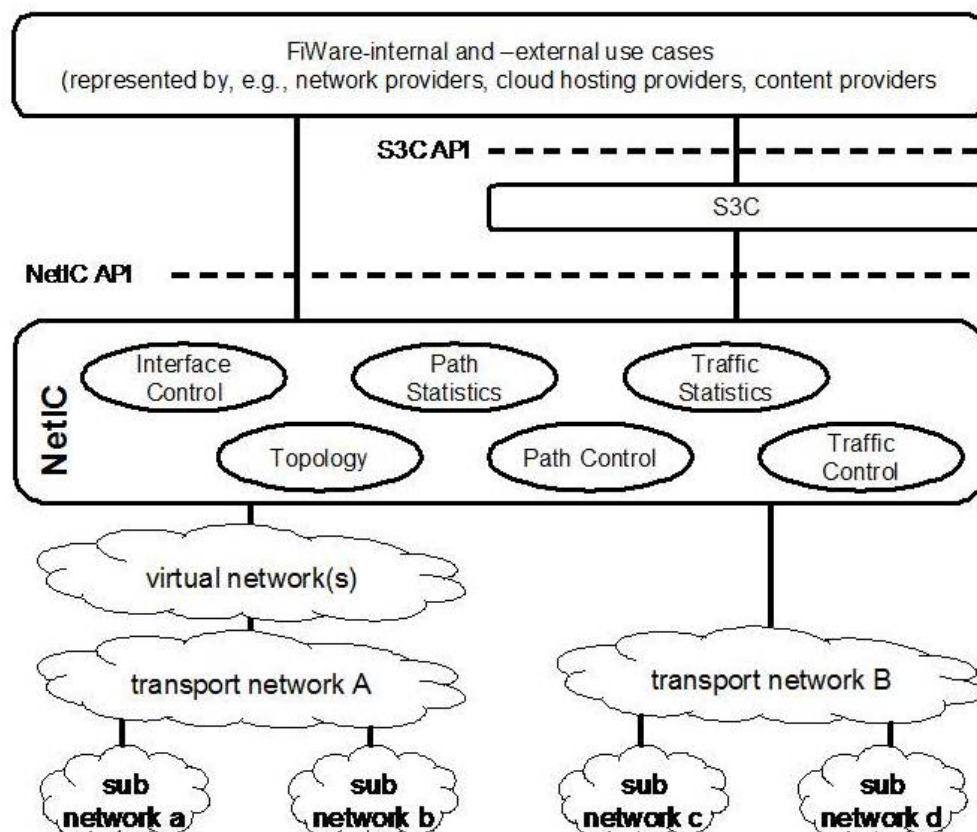 FiWare-internal and –external use cases
(represented by, e.g., network providers, cloud hosting providers, content providers
S3C API
S3C
NetIC API
NetIC
Interface
Control
Path
Statistics
Traffic
Statistics
Topology
Path Control
Traffic
Control
virtual network(s)
transport network A
transport network B
sub
network a
sub
network b
sub
network c
sub
network d